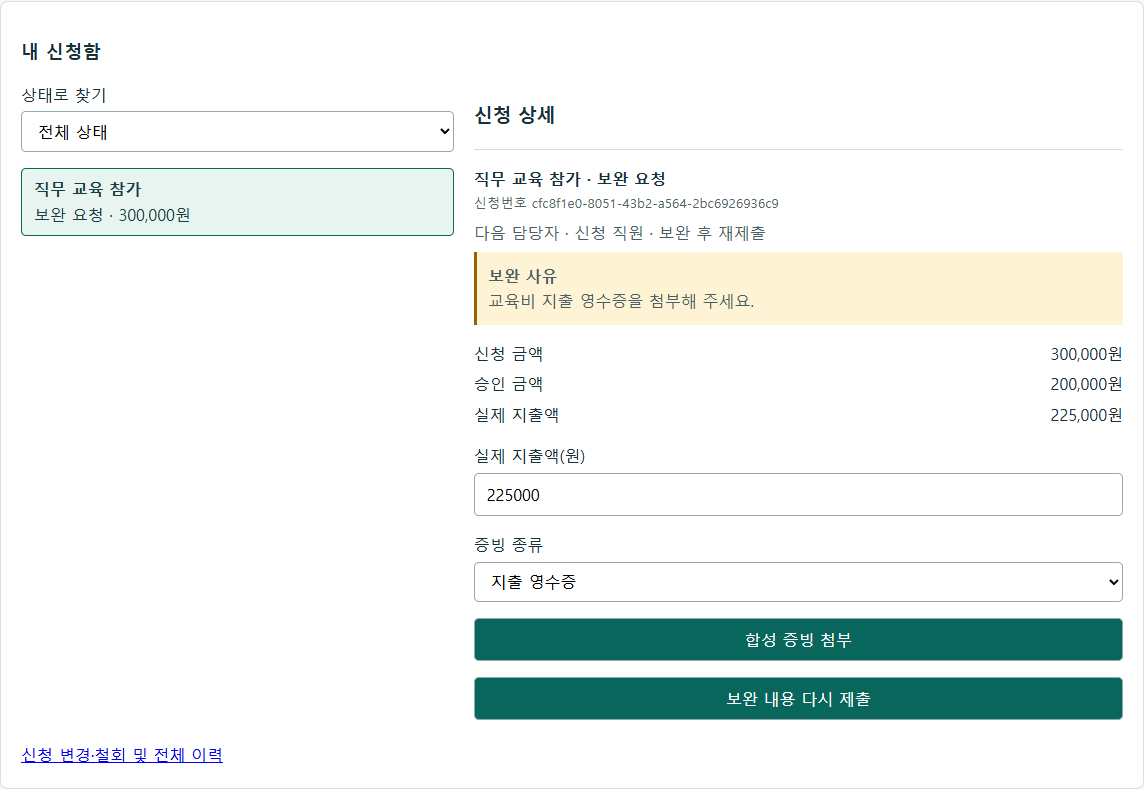 내 신청함
상태로 찾기
전체 상태
직무 교육 참가
보완 요청 · 300,000원
신청 상세
직무 교육 참가 · 보완 요청
신청번호 cfc8f1e0-8051-43b2-a564-2bc6926936c9
다음 담당자 · 신청 직원 · 보완 후 재제출
보완 사유
교육비 지출 영수증을 첨부해 주세요.
신청 금액 300,000원
승인 금액 200,000원
실제 지출액 225,000원
실제 지출액(원)
225000
증빙 종류
지출 영수증
합성 증빙 첨부
보완 내용 다시 제출
신청 변경·철회 및 전체 이력